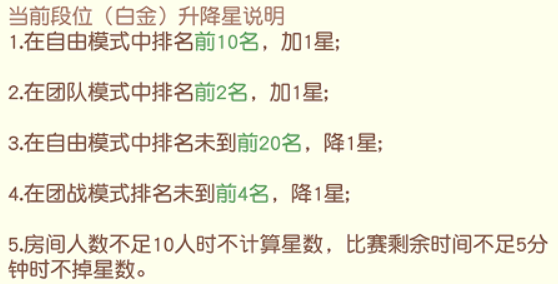 当前段位（白金）升降星说明
1.在自由模式中排名前10名，加1星;
2.在团队模式中排名前2名，加1星;
3.在自由模式中排名未到前20名，降1星;
4.在团战模式排名未到前4名，降1星;
5.房间人数不足10人时不计算星数，比赛剩余时间不足5分
钟时不掉星数。